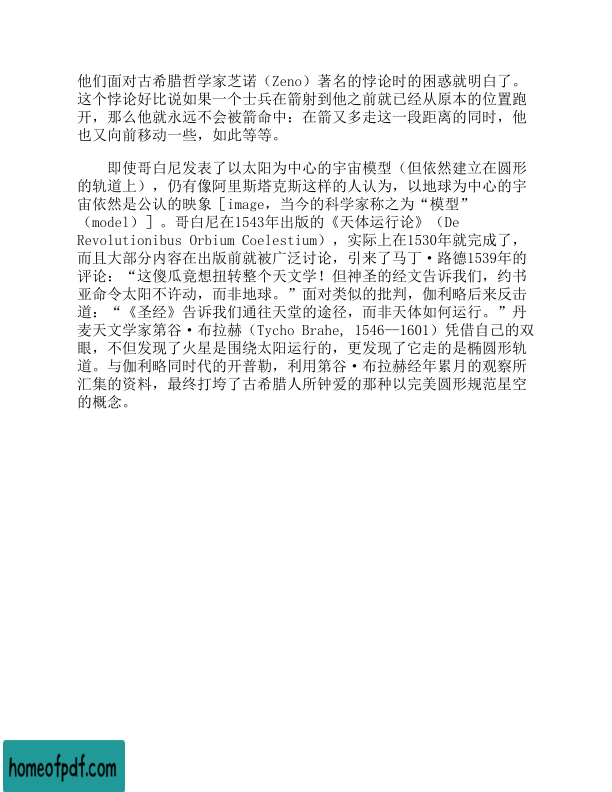 他们面对古希腊哲学家芝诺（Zeno）著名的悖论时的困惑就明白了。
这个悖论好比说如果一个士兵在箭射到他之前就已经从原本的位置跑
开，那么他就永远不会被箭命中：在箭又多走这一段距离的同时，他
也又向前移动一些，如此等等。
即使哥白尼发表了以太阳为中心的宇宙模型（但依然建立在圆形
的轨道上），仍有像阿里斯塔克斯这样的人认为，以地球为中心的宇
宙依然是公认的映象［image，当今的科学家称之为“模型”
（model）］。哥白尼在1543年出版的《天体运行论》（De
Revolutionibus Orbium Coelestium），实际上在1530年就完成了，
而且大部分内容在出版前就被广泛讨论，引来了马丁·路德1539年的
评论：“这傻瓜竟想扭转整个天文学！但神圣的经文告诉我们，约书
亚命令太阳不许动，而非地球。”面对类似的批判，伽利略后来反击
道：“《圣经》告诉我们通往天堂的途径，而非天体如何运行。”丹
麦天文学家第谷·布拉赫（Tycho Brahe, 1546—1601）凭借自己的双
眼，不但发现了火星是围绕太阳运行的，更发现了它走的是椭圆形轨
道。与伽利略同时代的开普勒，利用第谷·布拉赫经年累月的观察所
汇集的资料，最终打垮了古希腊人所钟爱的那种以完美圆形规范星空
的概念。
homeofpdf.com